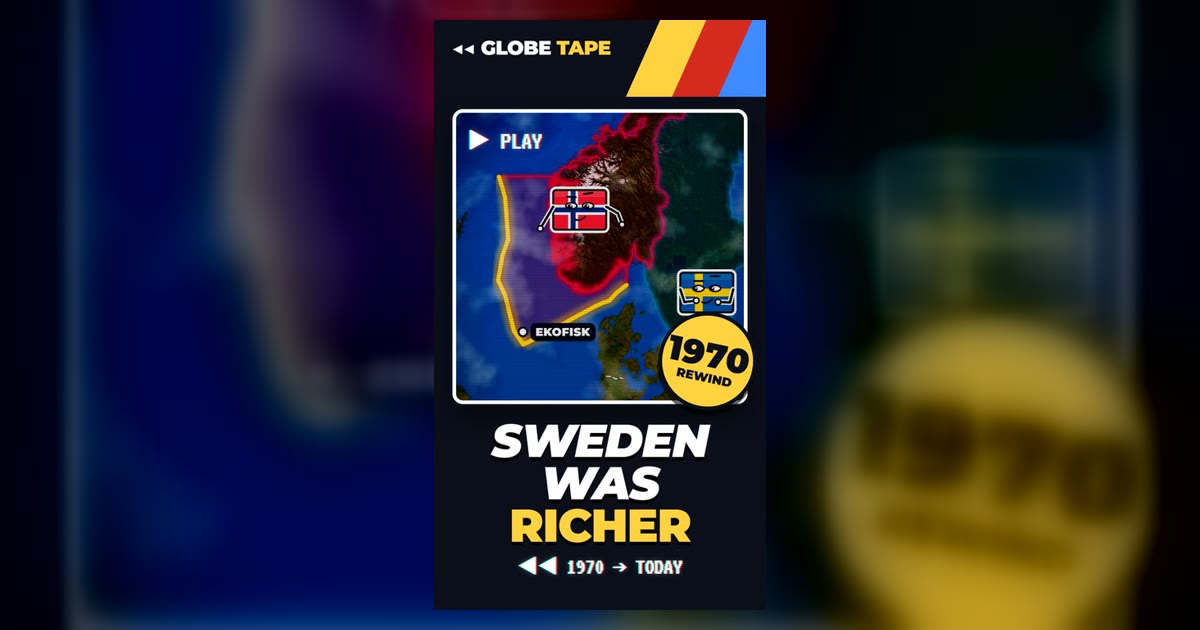 ◄◄ GLOBE TAPE
▶ PLAY
EKOFISK
1970
REWIND
SWEDEN
WAS
RICHER
◄◄ 1970 → TODAY